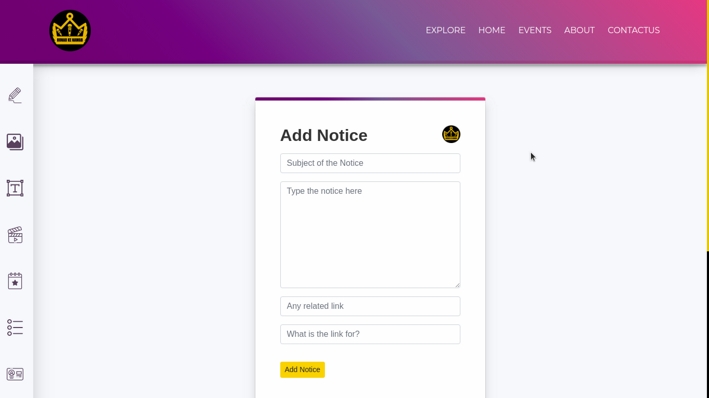 EXPLORE HOME EVENTS ABOUT CONTACTUS
Add Notice
Subject of the Notice
Type the notice here
Any related link
What is the link for?
Add Notice